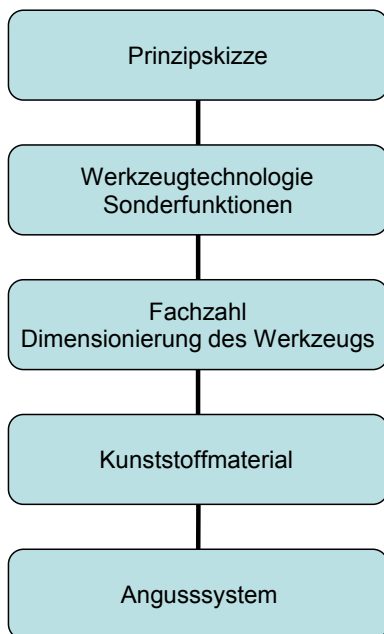 Prinzipskizze
Werkzeugtechnologie
Sonderfunktionen
Fachzahl
Dimensionierung des Werkzeugs
Kunststoffmaterial
Angusssystem